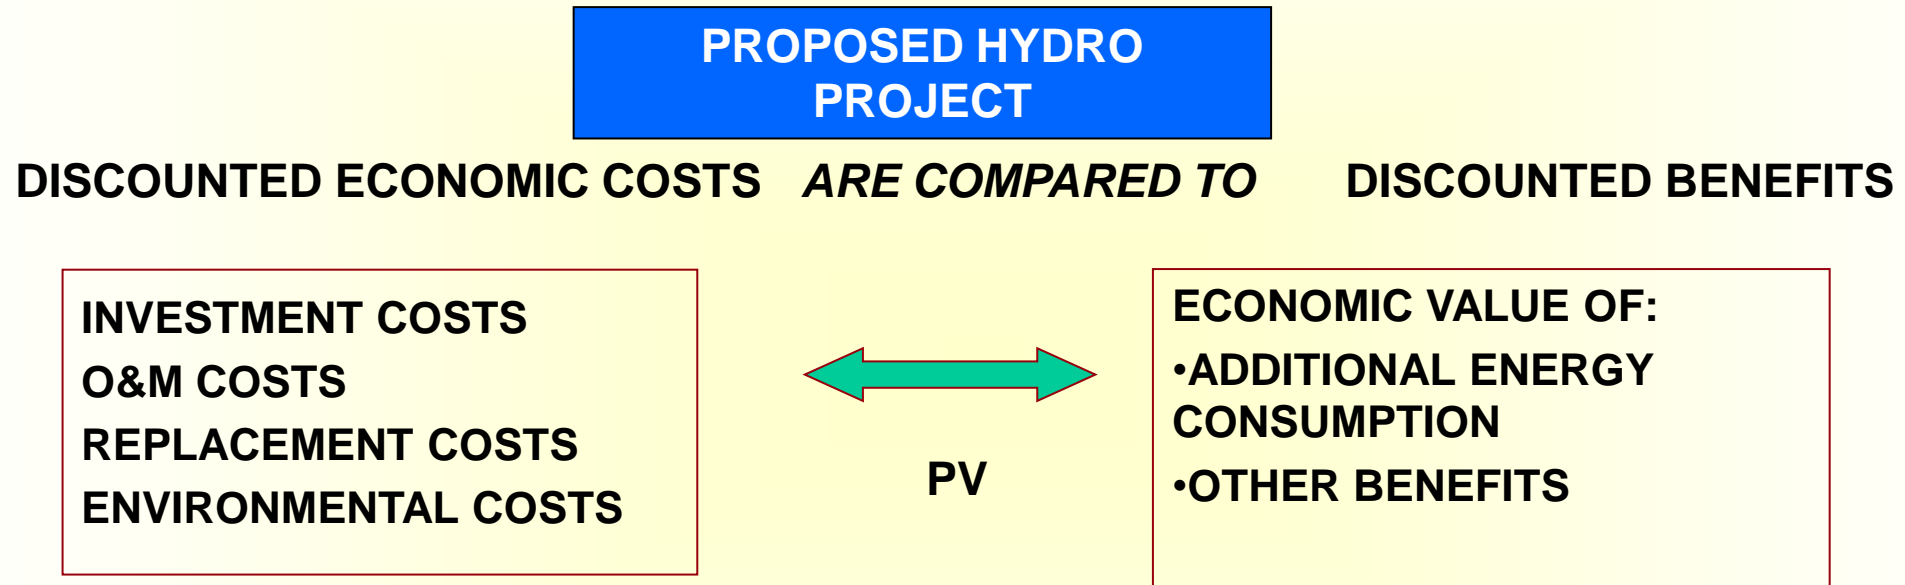 PROPOSED HYDRO
PROJECT
DISCOUNTED ECONOMIC COSTS ARE COMPARED TO DISCOUNTED BENEFITS
INVESTMENT COSTS
O&M COSTS
REPLACEMENT COSTS
ENVIRONMENTAL COSTS
PV
ECONOMIC VALUE OF:
•ADDITIONAL ENERGY
CONSUMPTION
•OTHER BENEFITS